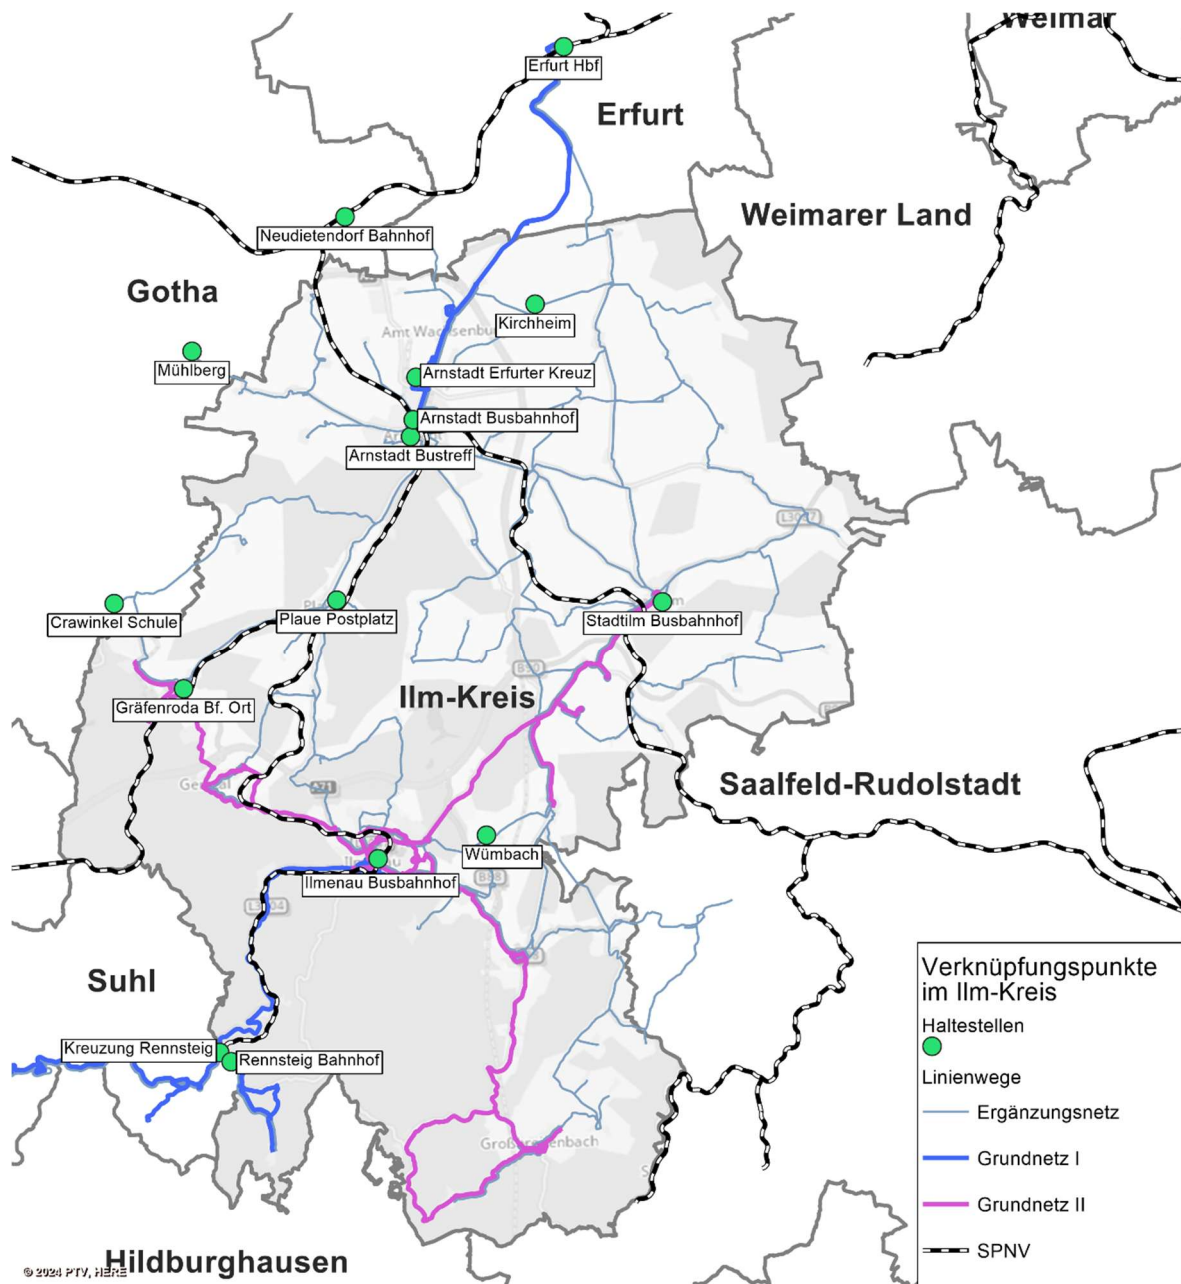 Weimar
Erfurt Hbf
Erfurt
Weimarer Land
Neudietendorf Bahnhof
Gotha
Kirchheim
Amt Wachsenburg
Mühlberg
Arnstadt Erfurter Kreuz
Arnstadt Busbahnhof
Arnstadt Bustreff
Crawinkel Schule
Plaue Postplatz
Stadtilm Busbahnhof
Ilm-Kreis
Gräfenroda Bf. Ort
Saalfeld-Rudolstadt
Wümbach
Ilmenau Busbahnhof
B88
Suhl
Kreuzung Rennsteig
Rennsteig Bahnhof
Großbreitenbach
Hildburghausen
Verknüpfungspunkte
im Ilm-Kreis
Haltestellen
Linienwege
Ergänzungsnetz
Grundnetz I
Grundnetz II
SPNV
© 2024 PTV, HERE